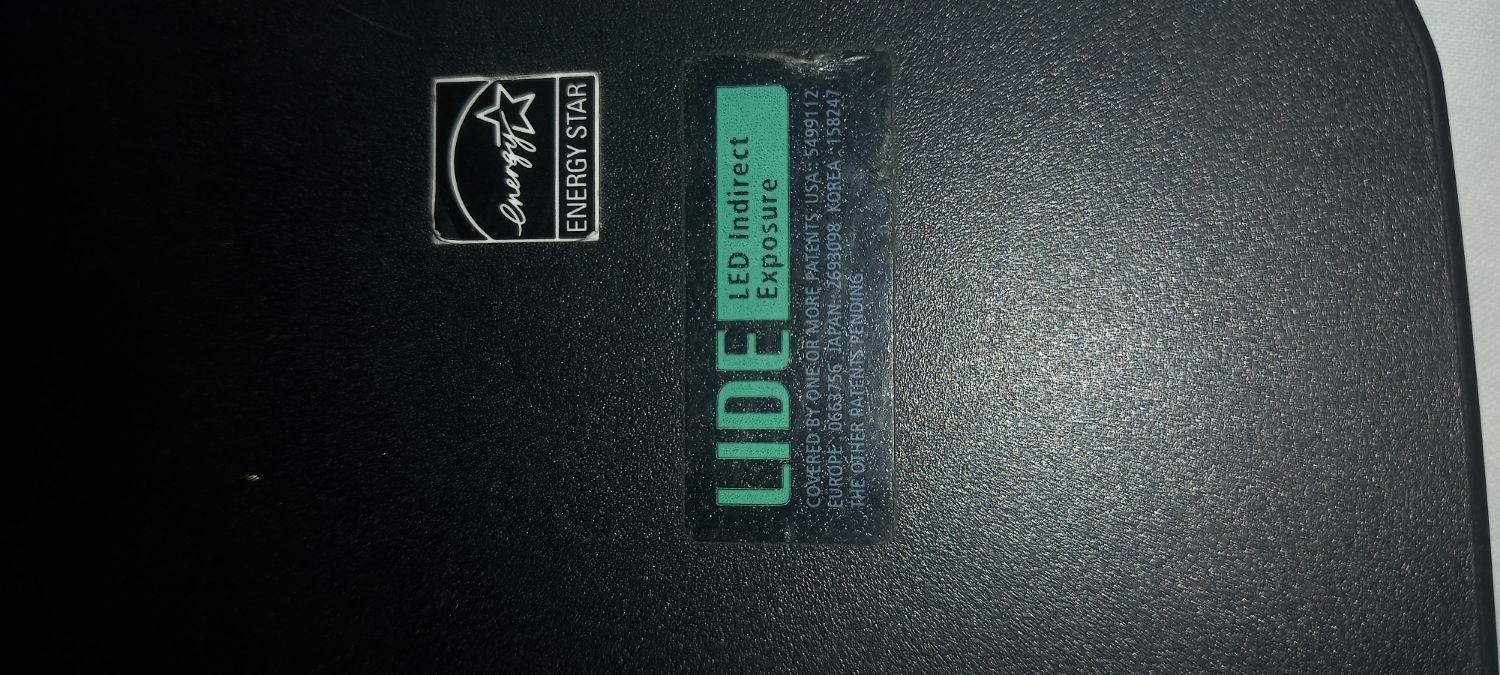 energy
ENERGY STAR
LIDE
LED Indirect
Exposure
COVERED BY ONE OR MORE PATENTS USA 5499112
EUROPE 0663756 JAPAN 2693098 KOREA 158247
THE OTHER PATENTS PENDING